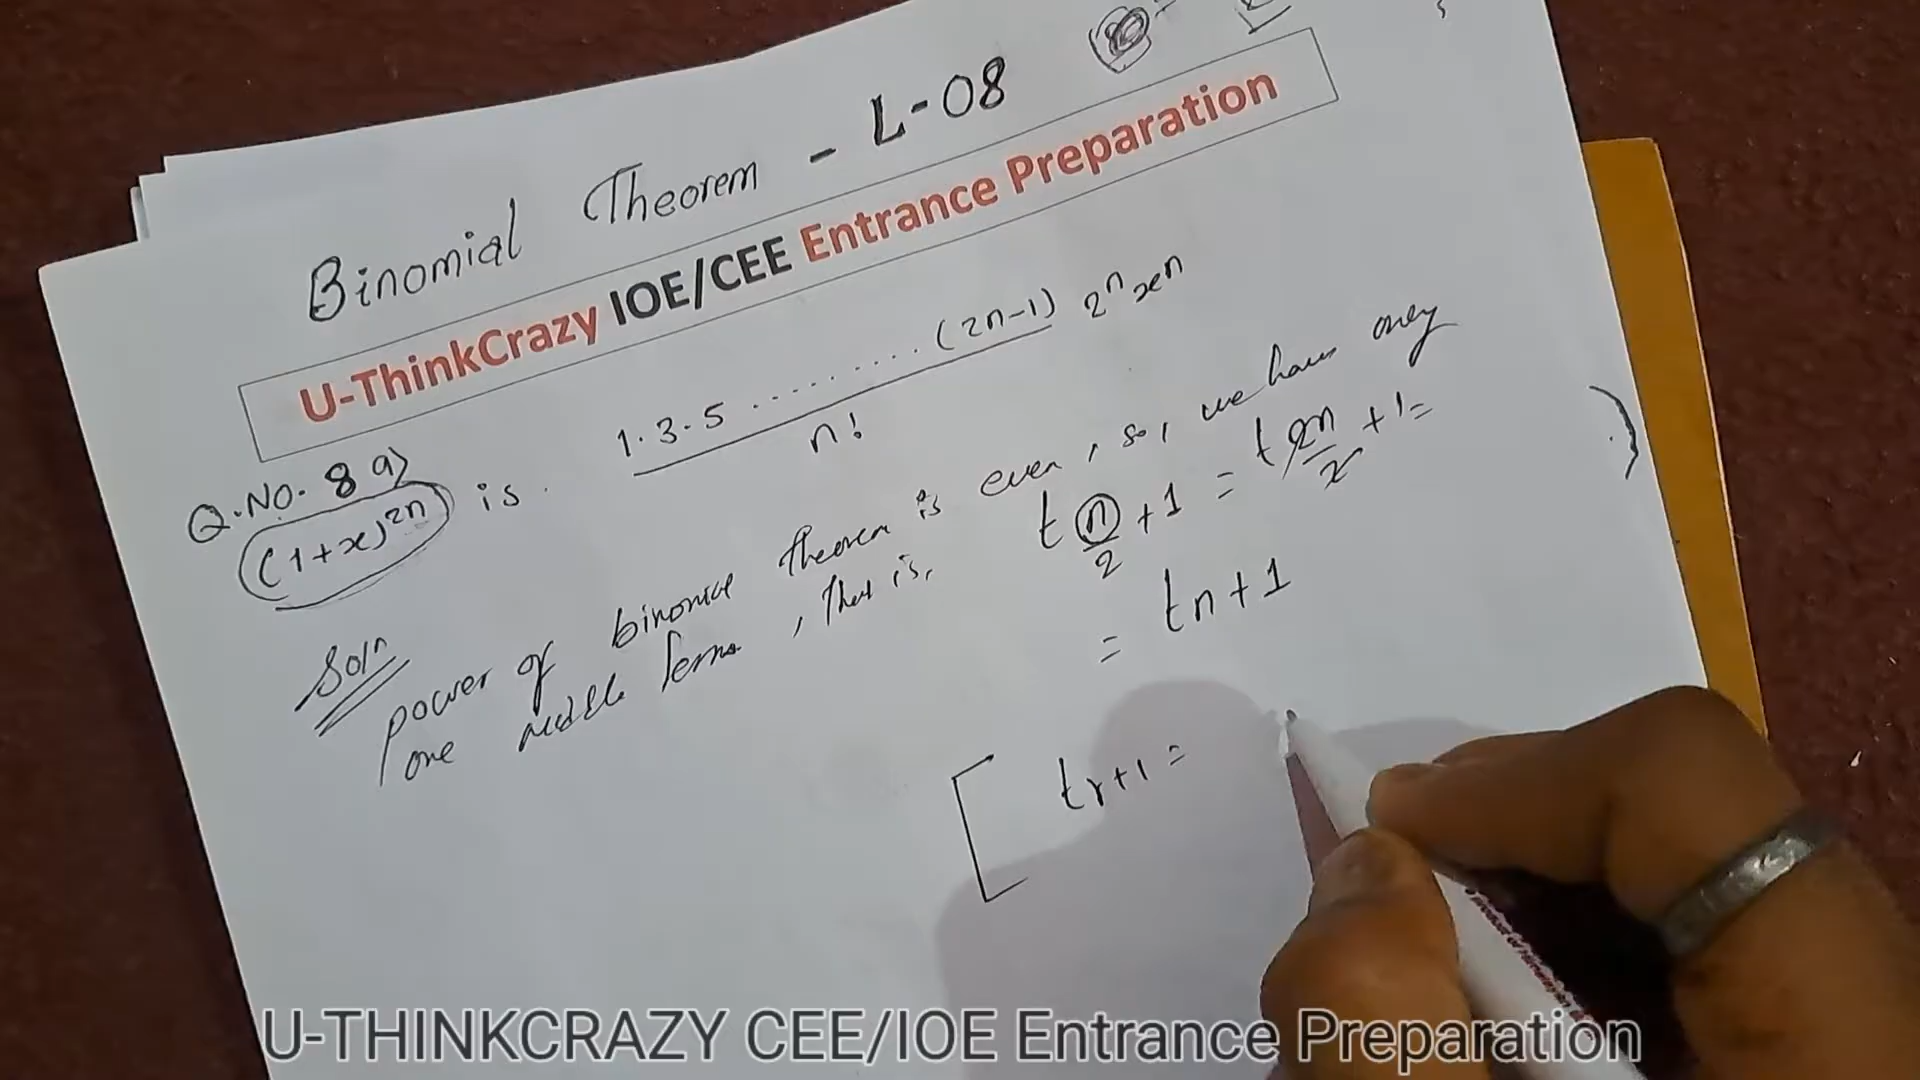 Binomial Theorem - L-08
U-ThinkCrazy IOE/CEE Entrance Preparation
Q.NO. 8 a)
(1+x)²ⁿ is 1.3.5 ......... (2n-1) 2ⁿxⁿ
n!
Solⁿ
power of binomial theorem is even, so, we have only
one middle term, that is, t n/2 +1 = t 2n/2 +1 =
= tn+1
[ tr+1 =
U-THINKCRAZY CEE/IOE Entrance Preparation